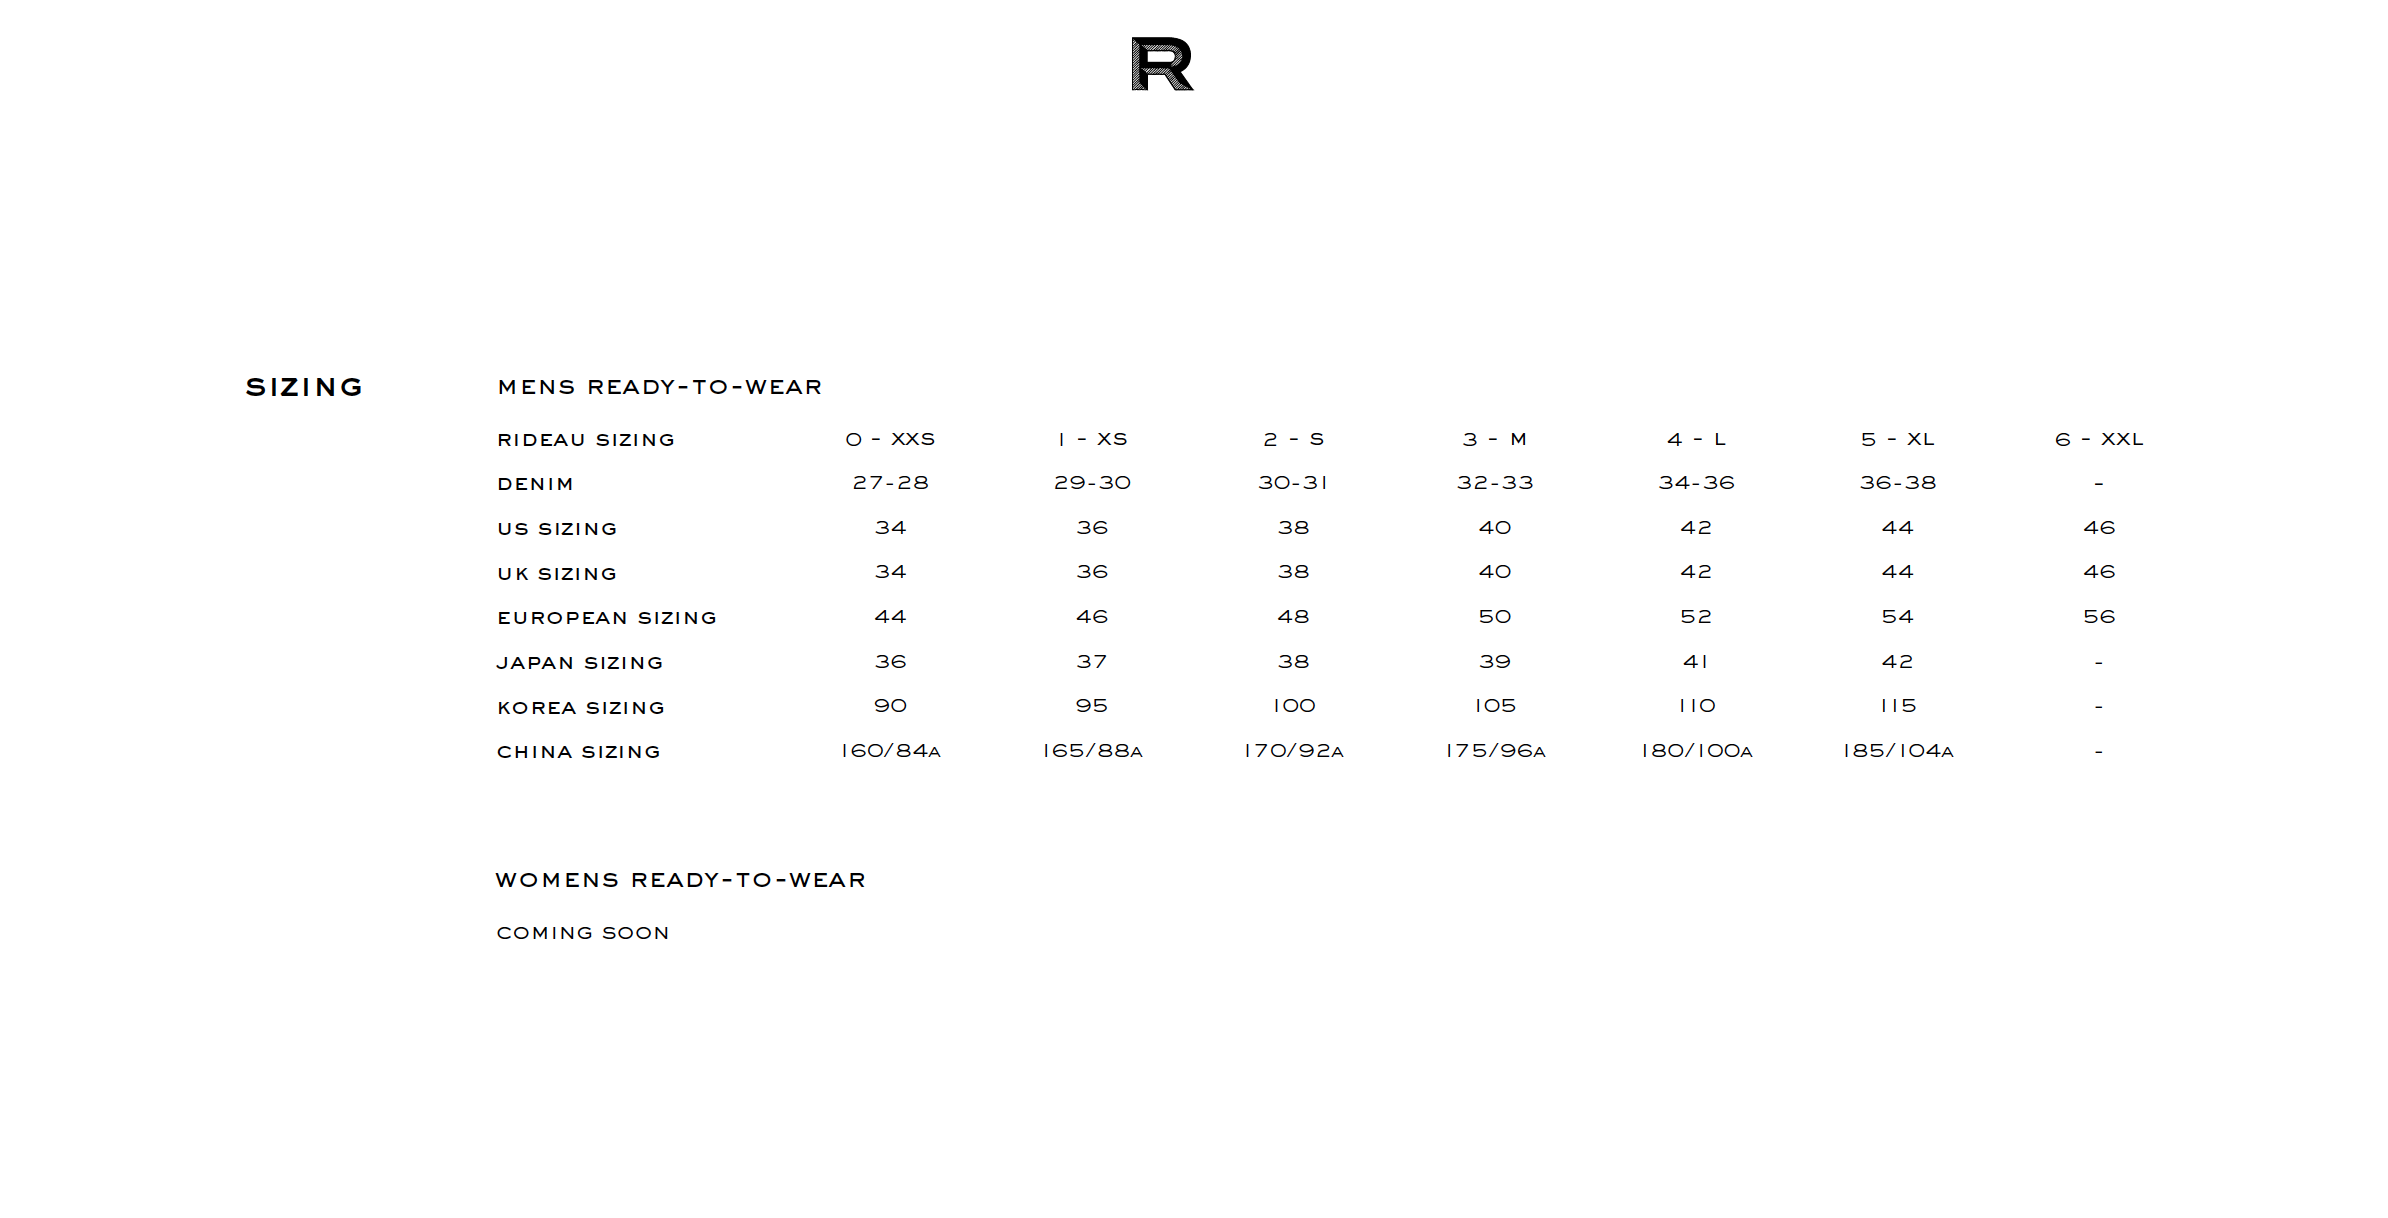 R
SIZING
MENS READY-TO-WEAR
RIDEAU SIZING 0 - XXS 1 - XS 2 - S 3 - M 4 - L 5 - XL 6 - XXL
DENIM 27-28 29-30 30-31 32-33 34-36 36-38 -
US SIZING 34 36 38 40 42 44 46
UK SIZING 34 36 38 40 42 44 46
EUROPEAN SIZING 44 46 48 50 52 54 56
JAPAN SIZING 36 37 38 39 41 42 -
KOREA SIZING 90 95 100 105 110 115 -
CHINA SIZING 160/84A 165/88A 170/92A 175/96A 180/100A 185/104A -
WOMENS READY-TO-WEAR
COMING SOON